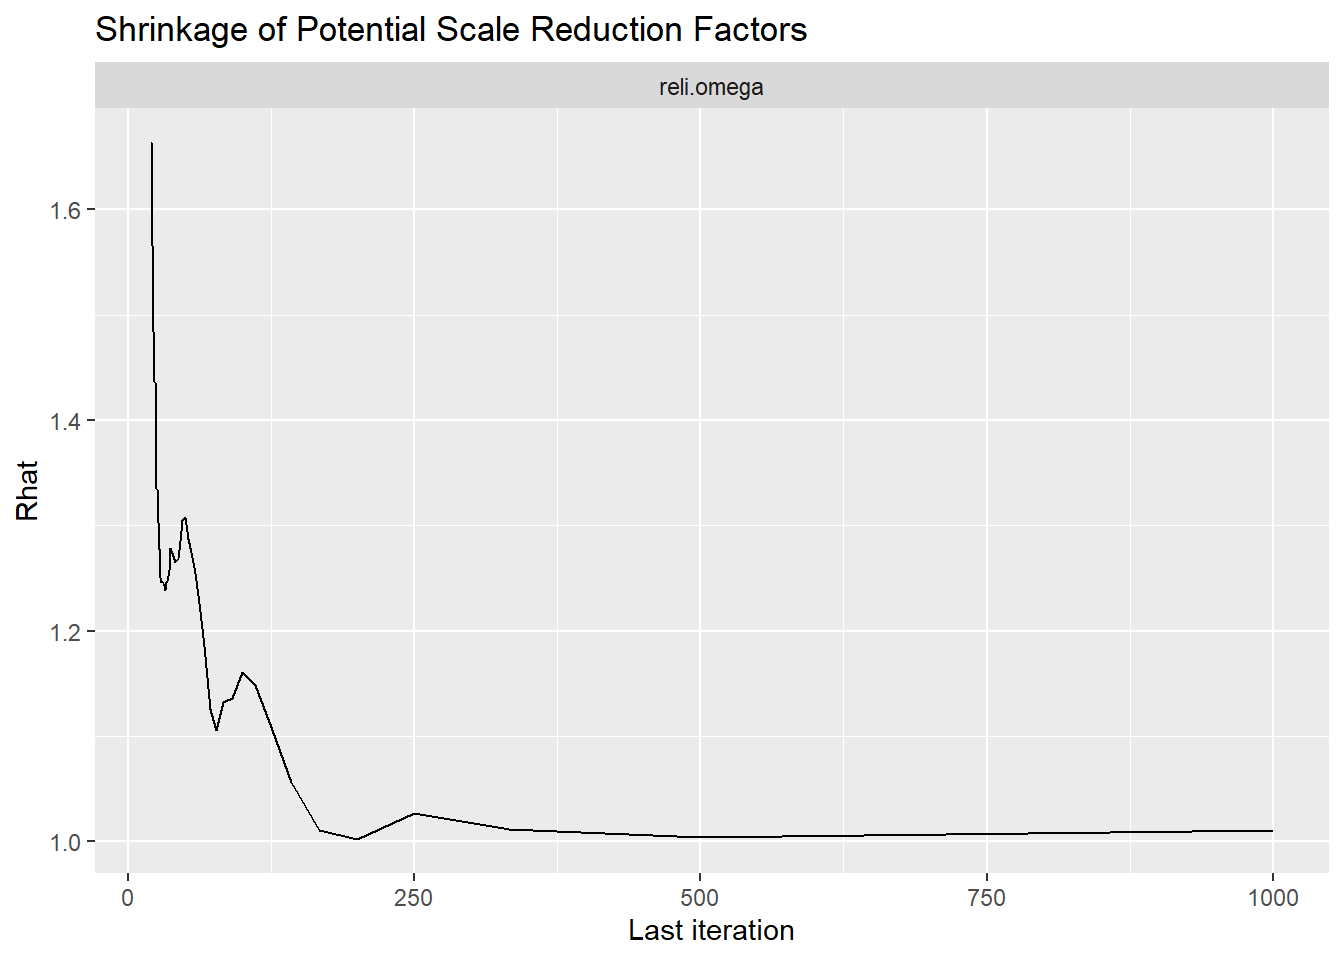 Shrinkage of Potential Scale Reduction Factors
reli.omega
Rhat
1.6
1.4
1.2
1.0
0 250 500 750 1000
Last iteration